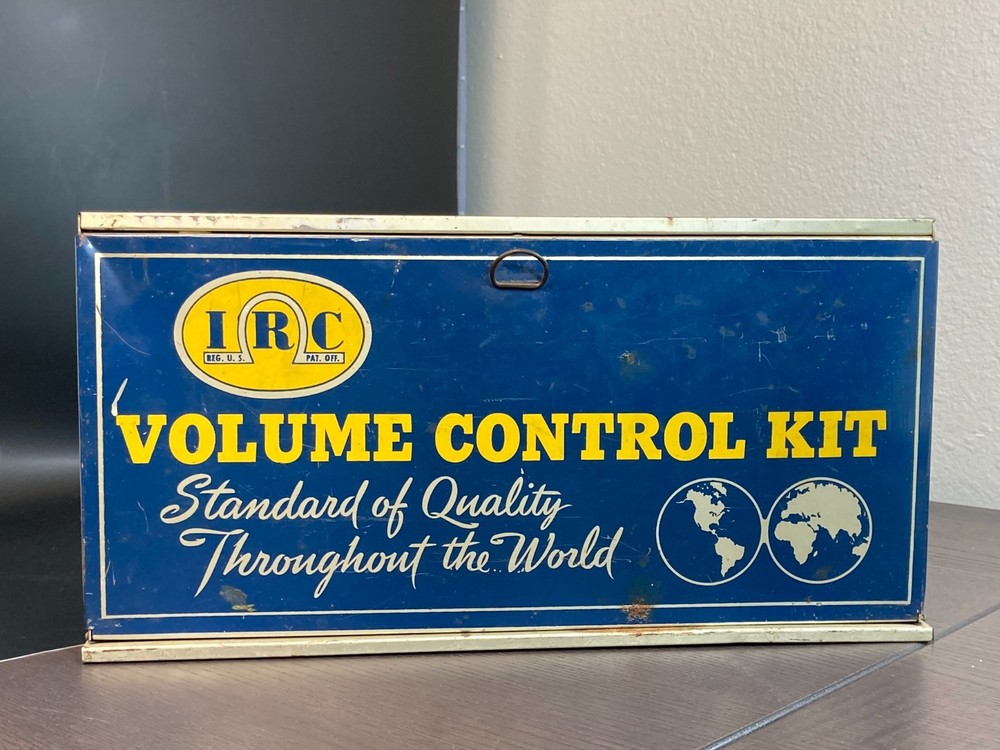 IRC
REG. U. S. PAT. OFF.
VOLUME CONTROL KIT
Standard of Quality
Throughout the World